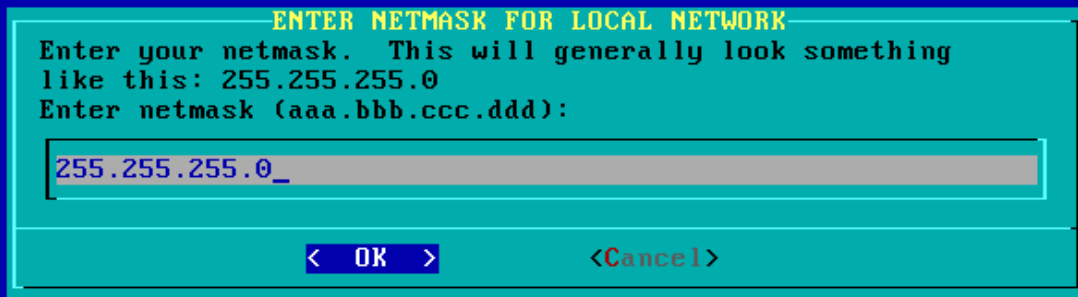 ENTER NETMASK FOR LOCAL NETWORK
Enter your netmask.  This will generally look something
like this: 255.255.255.0
Enter netmask (aaa.bbb.ccc.ddd):
255.255.255.0_
<  OK  > <Cancel>